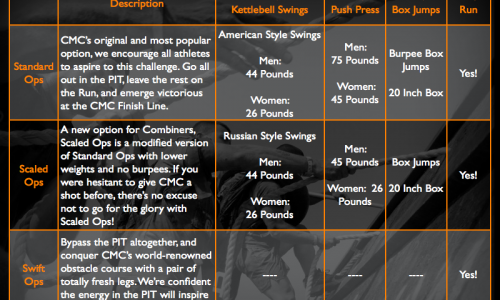 Description
Kettlebell Swings
Push Press
Box Jumps
Run
Standard
Ops
CMC's original and most popular
option, we encourage all athletes
to aspire to this challenge. Go all
out in the PIT, leave the rest on
the Run, and emerge victorious
at the CMC Finish Line.
American Style Swings
Men:
44 Pounds
Women:
26 Pounds
Men:
75 Pounds
Women:
45 Pounds
Burpee Box
Jumps
20 Inch Box
Yes!
Scaled
Ops
A new option for Combiners,
Scaled Ops is a modified version
of Standard Ops with lower
weights and no burpees. If you
were hesitant to give CMC a
shot before, there's no excuse
not to go for the glory with
Scaled Ops!
Russian Style Swings
Men:
44 Pounds
Women:
26 Pounds
Men:
45 Pounds
Women: 26
Pounds
Box Jumps
20 Inch Box
Yes!
Swift
Ops
Bypass the PIT altogether, and
conquer CMC's world-renowned
obstacle course with a pair of
totally fresh legs. We're confident
the energy in the PIT will inspire
----
----
----
Yes!